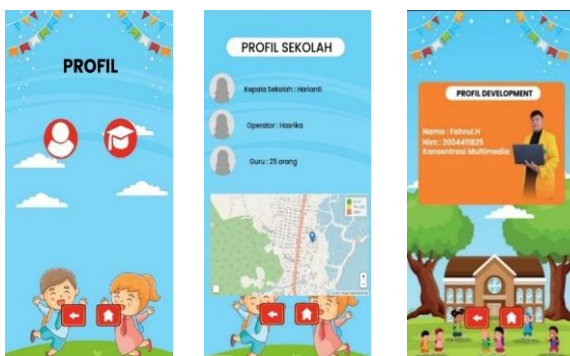 PROFIL
PROFIL SEKOLAH
Kepala Sekolah : Harianti
Operator : Hasrika
Guru : 25 orang
PROFIL DEVELOPMENT
Nama : Fahrul.H
Nim : 2004411825
Konsentrasi Multimedia